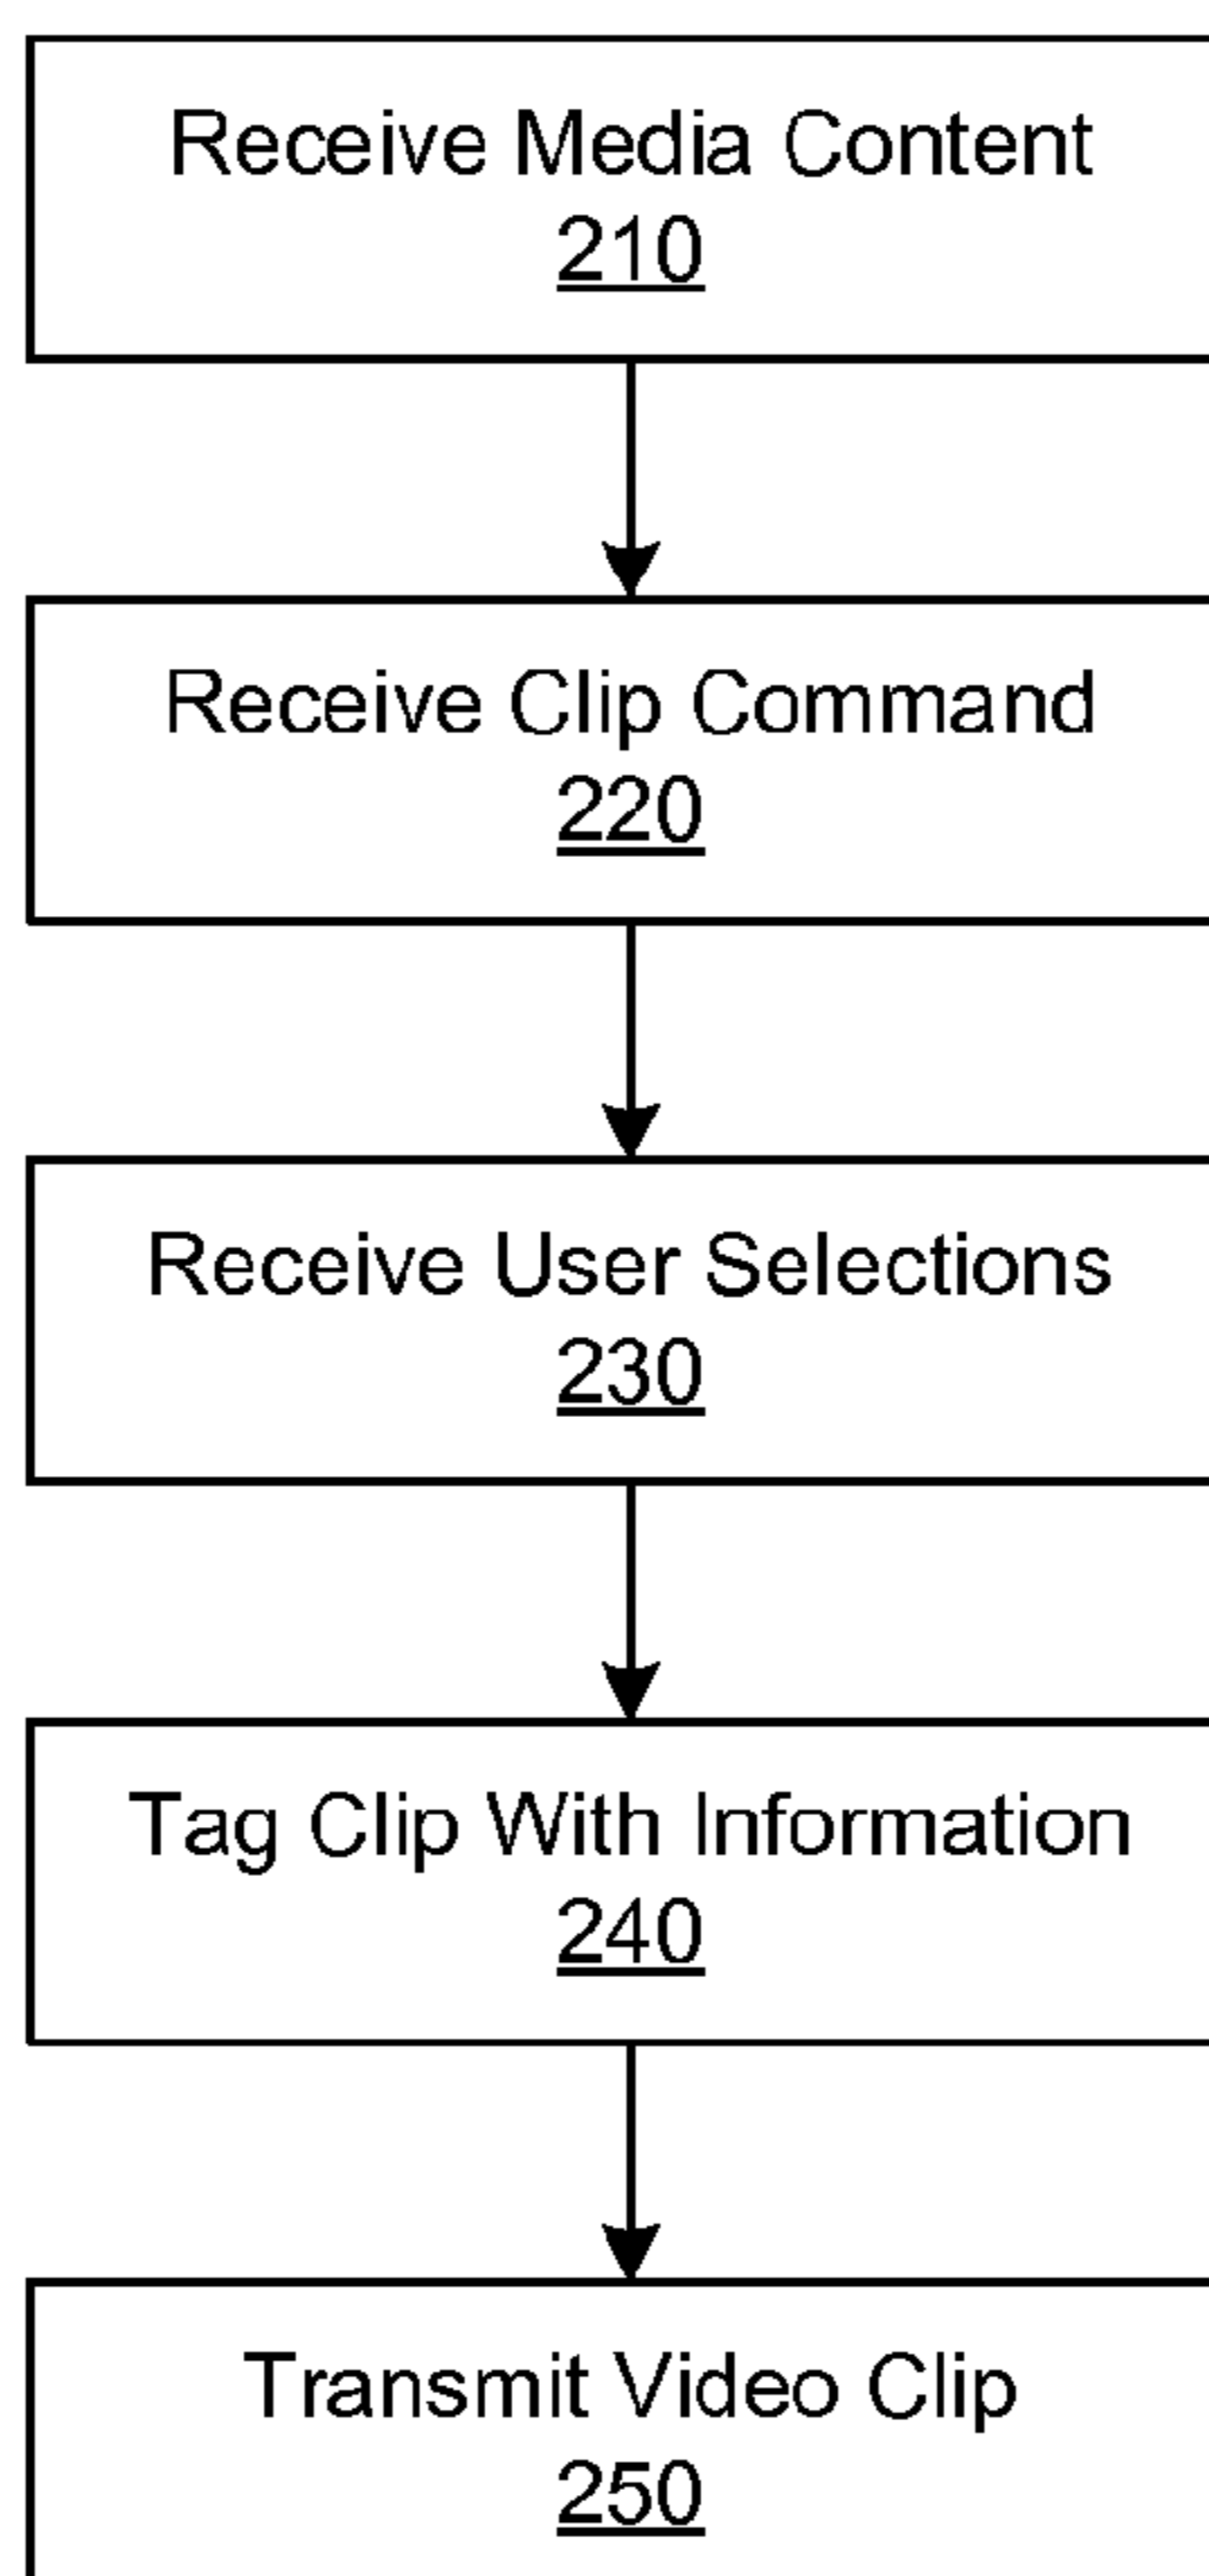 Receive Media Content
210
Receive Clip Command
220
Receive User Selections
230
Tag Clip With Information
240
Transmit Video Clip
250